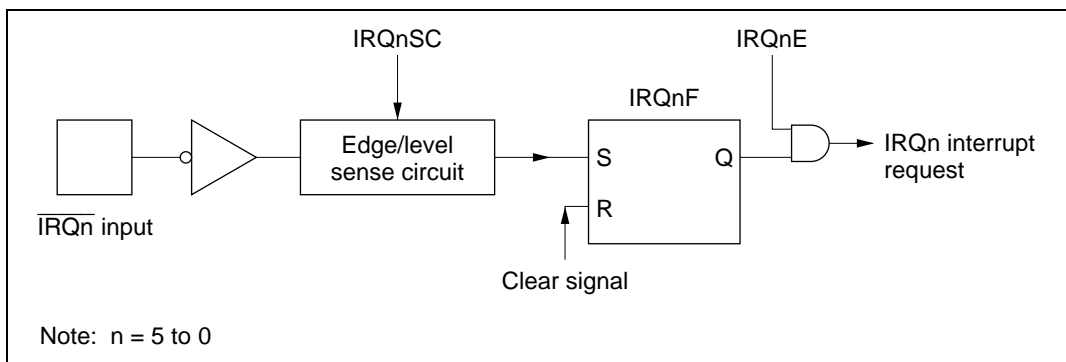 IRQnSC
IRQnE
IRQnF
Edge/level
sense circuit
S
Q
R
IRQn interrupt
request
IRQn input
Clear signal
Note: n = 5 to 0